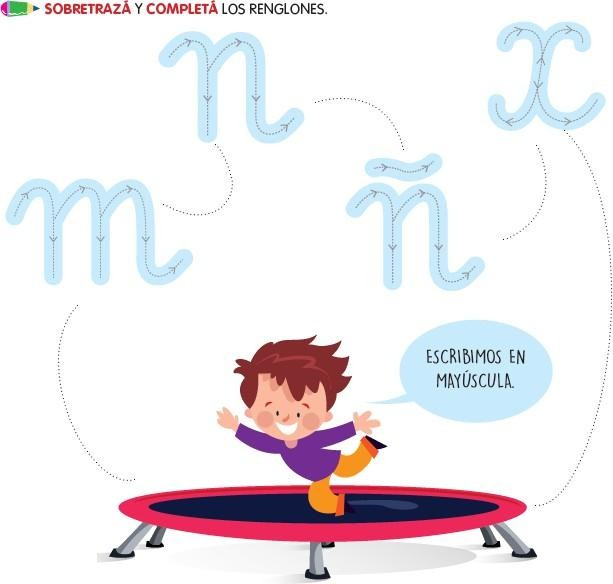 SOBRETRAZÁ Y COMPLETÁ LOS RENGLONES.
n
x
m
ñ
ESCRIBIMOS EN
MAYÚSCULA.